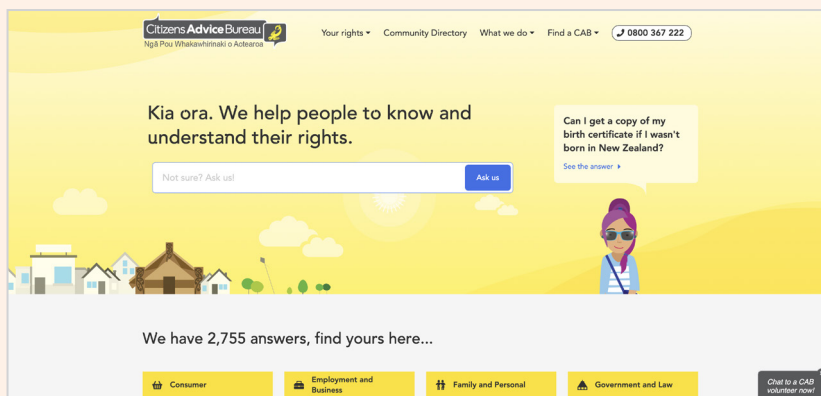 Citizens Advice Bureau
Ngā Pou Whakawhirinaki o Aotearoa
Your rights
Community Directory
What we do
Find a CAB
0800 367 222
Kia ora. We help people to know and
understand their rights.
Not sure? Ask us!
Ask us
Can I get a copy of my
birth certificate if I wasn't
born in New Zealand?
See the answer
We have 2,755 answers, find yours here...
Consumer
Employment and
Business
Family and Personal
Government and Law
Chat to a CAB
volunteer now!